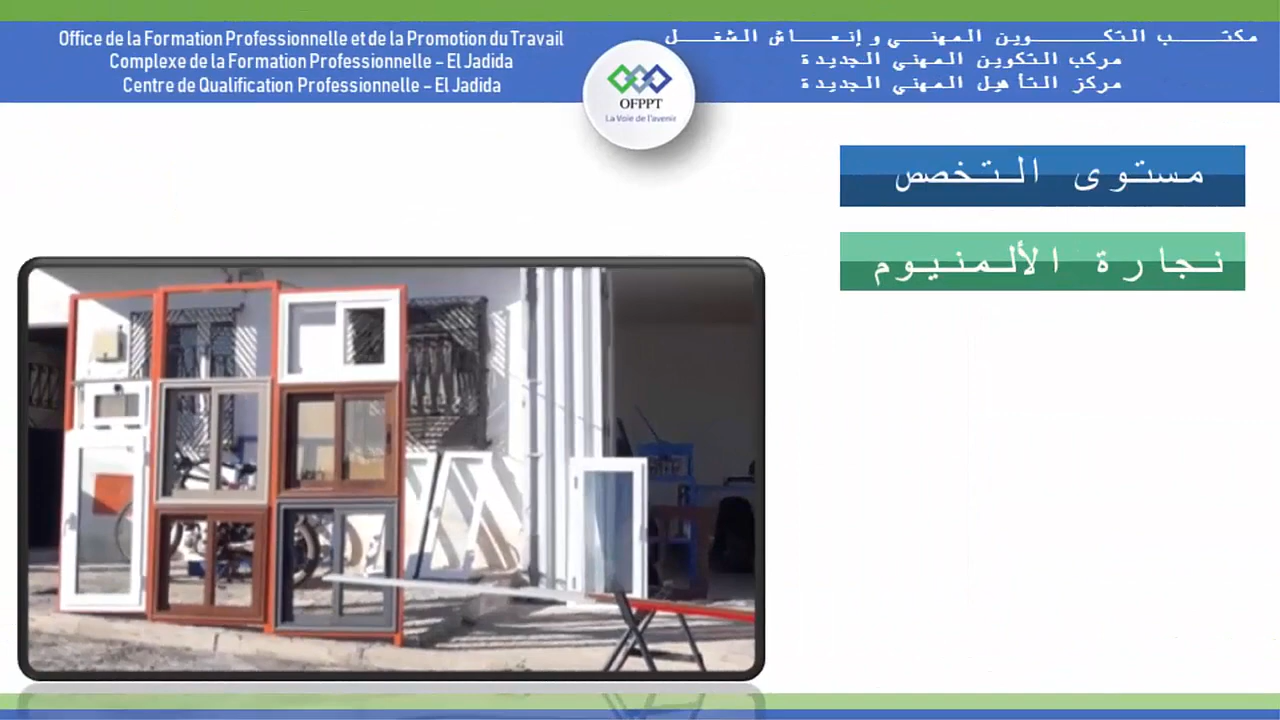 Office de la Formation Professionnelle et de la Promotion du Travail
Complexe de la Formation Professionnelle – El Jadida
Centre de Qualification Professionnelle – El Jadida
مكتب التكوين المهني وإنعاش الشغل
مركب التكوين المهني الجديدة
مركز التأهيل المهني الجديدة
OFPPT
La Voie de l'avenir
مستوى التخصص
نجارة الألمنيوم